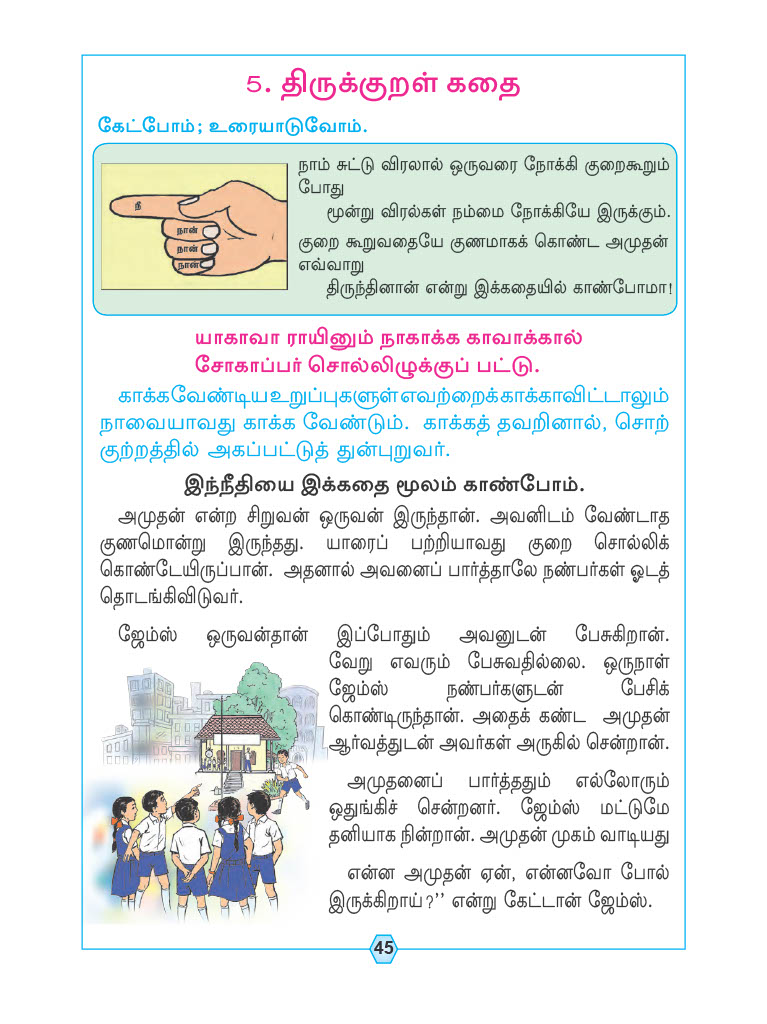 5. திருக்குறள் கதை
கேட்போம்; உரையாடுவோம்.
நாம் சுட்டு விரலால் ஒருவரை நோக்கி குறைகூறும்
போது
மூன்று விரல்கள் நம்மை நோக்கியே இருக்கும்.
குறை கூறுவதையே குணமாகக் கொண்ட அமுதன்
எவ்வாறு
திருந்தினான் என்று இக்கதையில் காண்போமா!
நீ
நான்
நான்
நான்
யாகாவா ராயினும் நாகாக்க காவாக்கால்
சோகாப்பர் சொல்லிழுக்குப் பட்டு.
காக்கவேண்டியஉறுப்புகளுள்எவற்றைக்காக்காவிட்டாலும்
நாவையாவது காக்க வேண்டும். காக்கத் தவறினால், சொற்
குற்றத்தில் அகப்பட்டுத் துன்புறுவர்.
இந்நீதியை இக்கதை மூலம் காண்போம்.
அமுதன் என்ற சிறுவன் ஒருவன் இருந்தான். அவனிடம் வேண்டாத
குணமொன்று இருந்தது. யாரைப் பற்றியாவது குறை சொல்லிக்
கொண்டேயிருப்பான். அதனால் அவனைப் பார்த்தாலே நண்பர்கள் ஓடத்
தொடங்கிவிடுவர்.
ஜேம்ஸ் ஒருவன்தான் இப்போதும் அவனுடன் பேசுகிறான்.
வேறு எவரும் பேசுவதில்லை. ஒருநாள்
ஜேம்ஸ் நண்பர்களுடன் பேசிக்
கொண்டிருந்தான். அதைக் கண்ட அமுதன்
ஆர்வத்துடன் அவர்கள் அருகில் சென்றான்.
அமுதனைப் பார்த்ததும் எல்லோரும்
ஒதுங்கிச் சென்றனர். ஜேம்ஸ் மட்டுமே
தனியாக நின்றான். அமுதன் முகம் வாடியது
என்ன அமுதன் ஏன், என்னவோ போல்
இருக்கிறாய்?’’ என்று கேட்டான் ஜேம்ஸ்.
45